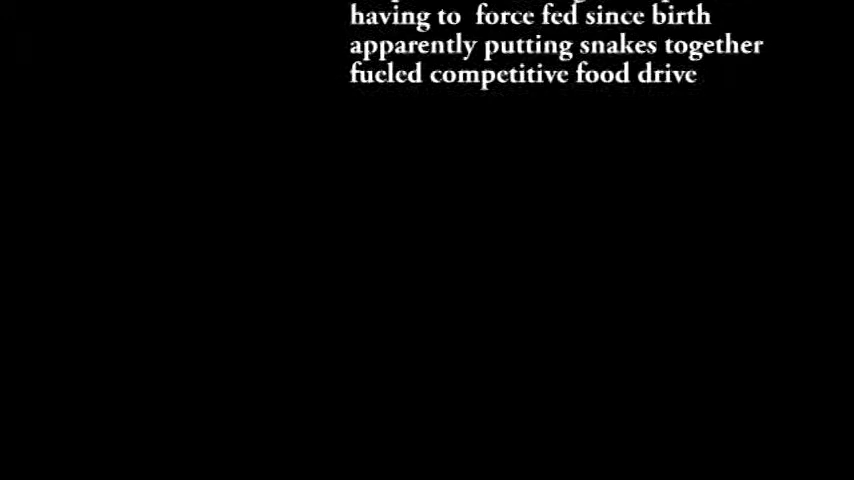 having to  force fed since birth
apparently putting snakes together
fueled competitive food drive